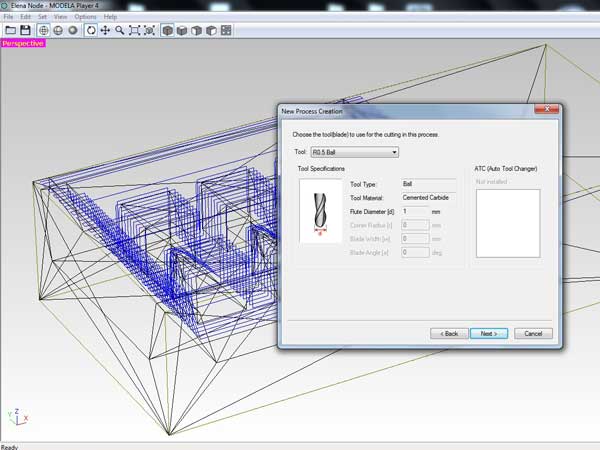 Elena Node - MODELA Player 4
File Edit Set View Options Help
Perspective
New Process Creation
Choose the tool(blade) to use for the cutting in this process.
Tool: R0.5 Ball
Tool Specifications
ATC (Auto Tool Changer)
Tool Type: Ball
Not installed
Tool Material: Cemented Carbide
Flute Diameter [d]: 1 mm
Corner Radius [r]: 0 mm
Blade Width [w]: 0 mm
Blade Angle [a]: 0 deg
d
< Back Next > Cancel
Z
Y X
Ready